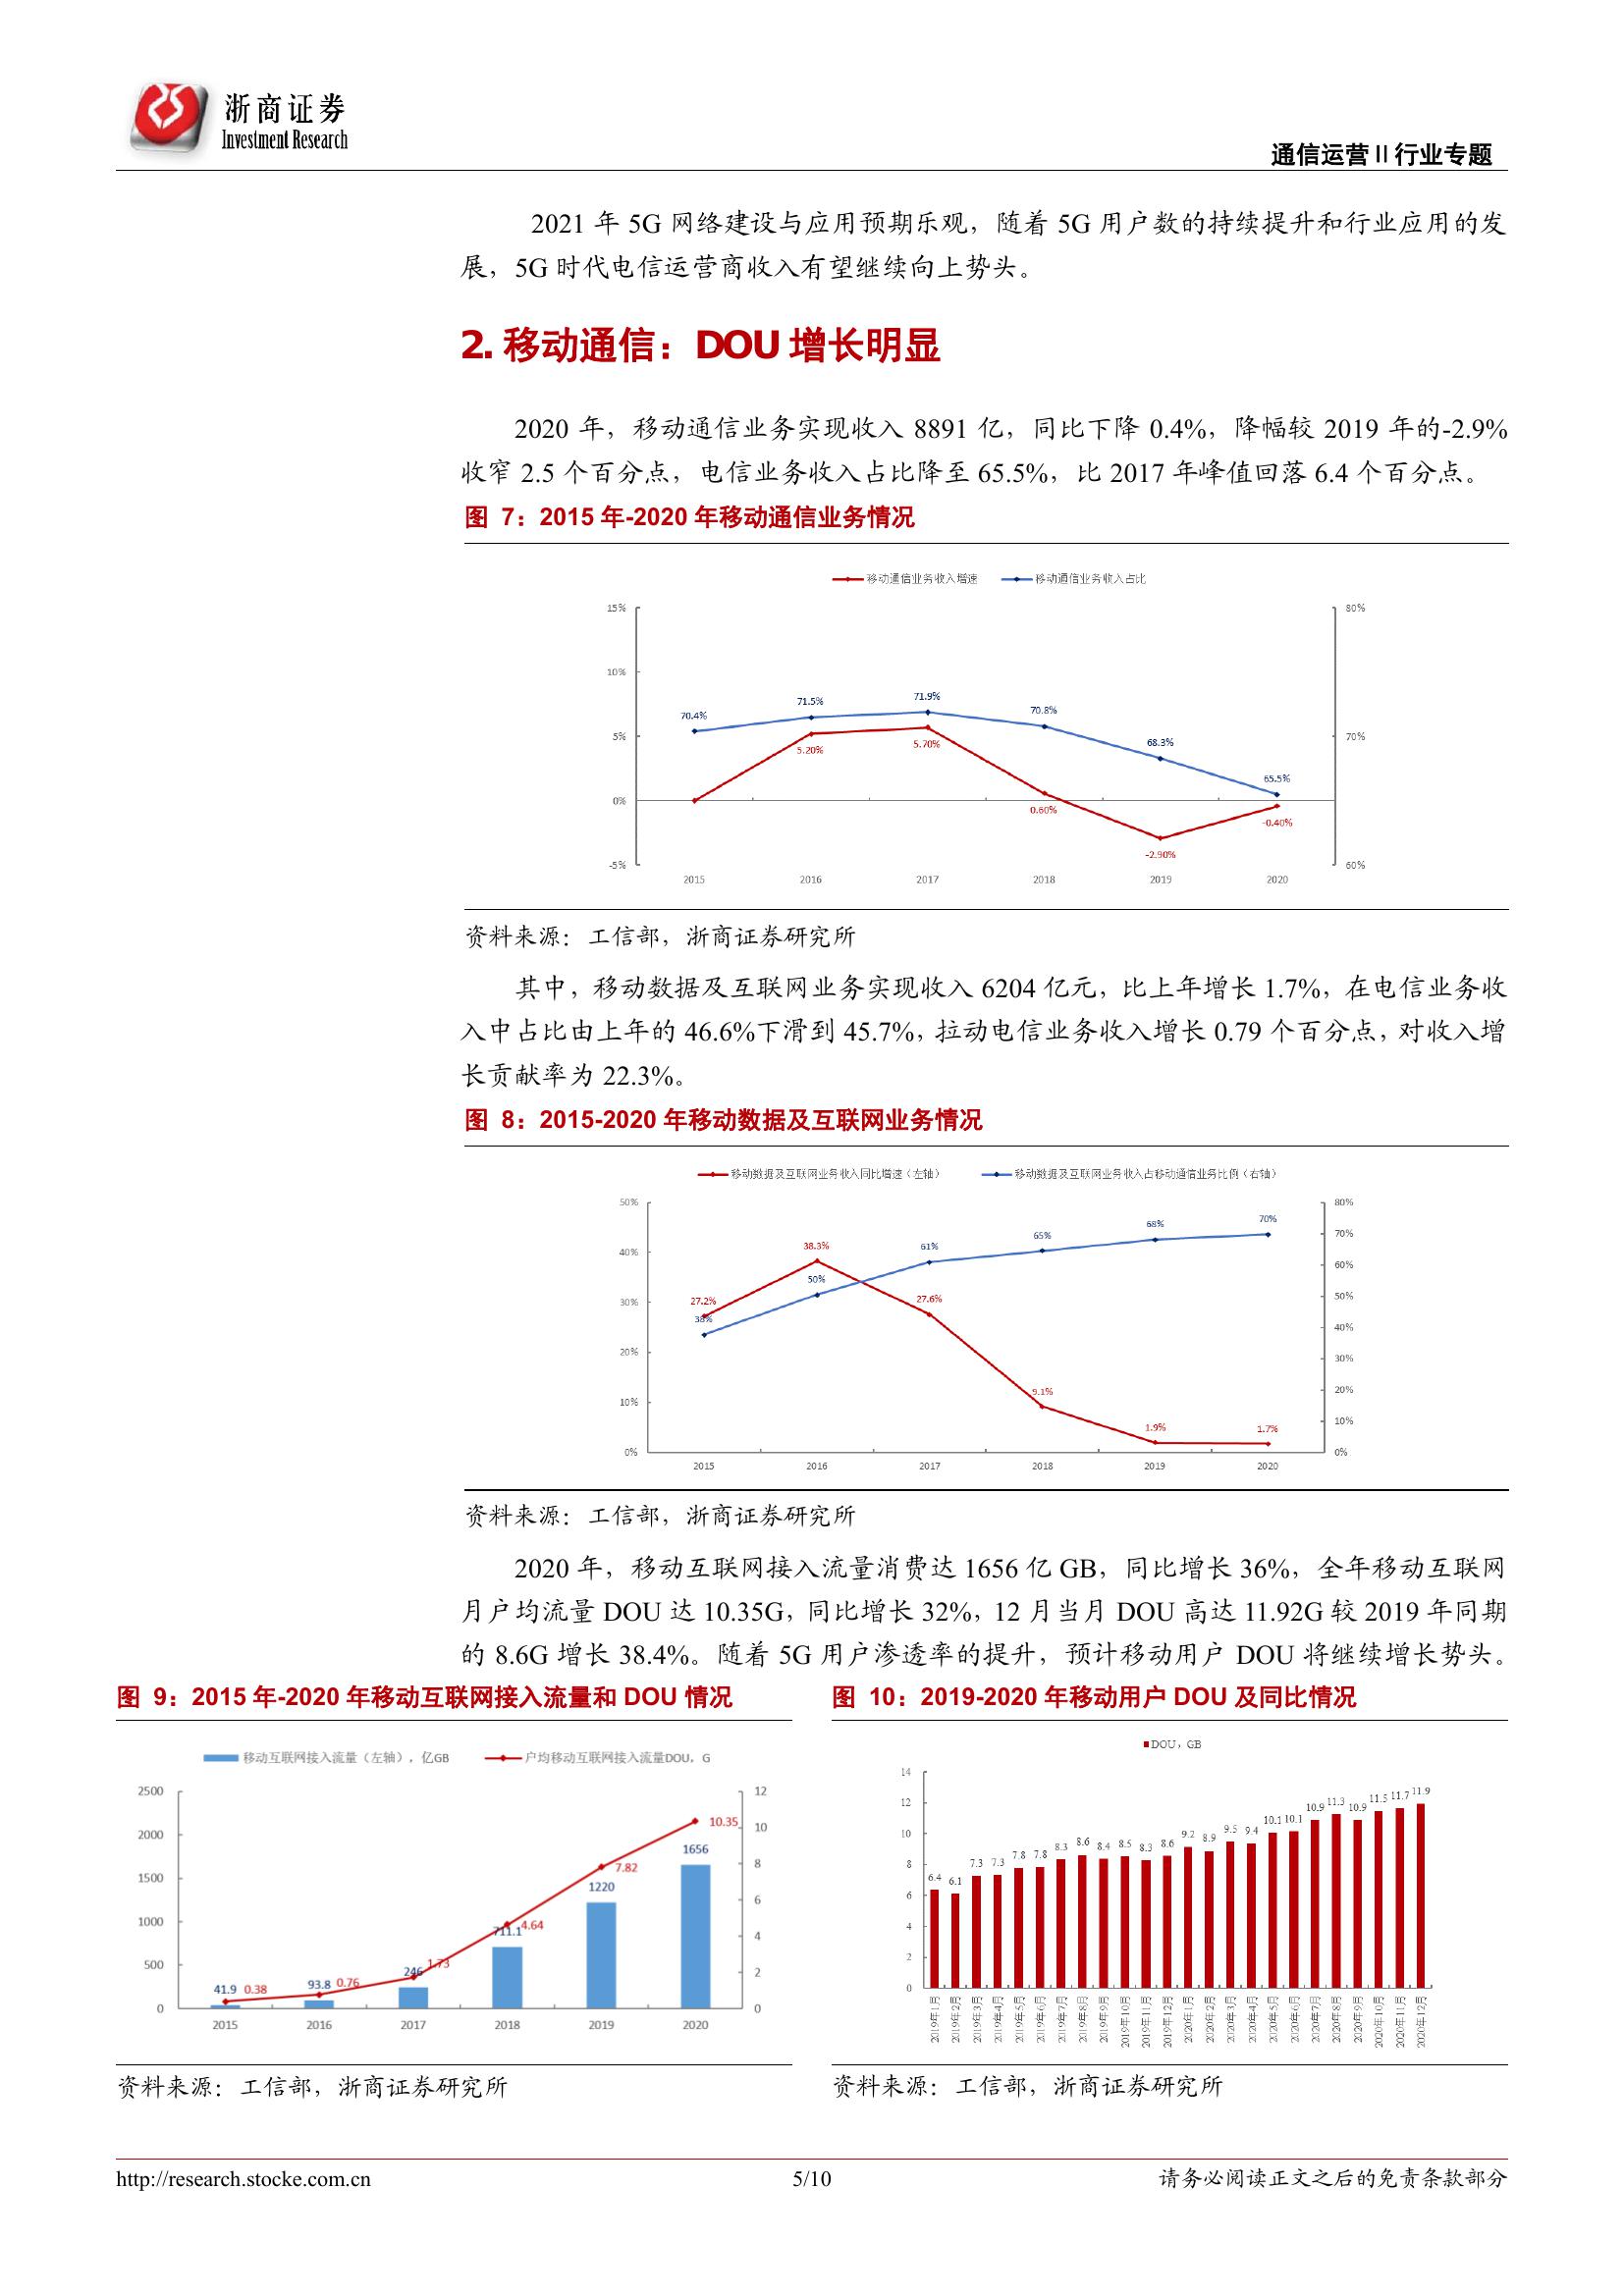 浙商证券
Investment Research
通信运营Ⅱ行业专题
2021 年 5G 网络建设与应用预期乐观，随着 5G 用户数的持续提升和行业应用的发
展，5G 时代电信运营商收入有望继续向上势头。
2. 移动通信：DOU 增长明显
2020 年，移动通信业务实现收入 8891 亿，同比下降 0.4%，降幅较 2019 年的-2.9%
收窄 2.5 个百分点，电信业务收入占比降至 65.5%，比 2017 年峰值回落 6.4 个百分点。
图 7：2015 年-2020 年移动通信业务情况
移动通信业务收入增速 移动通信业务收入占比
15% 80%
10%
71.9%
71.5%
70.8%
70.4%
5% 70%
68.3%
5.20%
5.70%
65.5%
0%
0.60%
-0.40%
-2.90%
-5% 60%
2015 2016 2017 2018 2019 2020
资料来源：工信部，浙商证券研究所
其中，移动数据及互联网业务实现收入 6204 亿元，比上年增长 1.7%，在电信业务收
入中占比由上年的 46.6%下滑到 45.7%，拉动电信业务收入增长 0.79 个百分点，对收入增
长贡献率为 22.3%。
图 8：2015-2020 年移动数据及互联网业务情况
移动数据及互联网业务收入同比增速（左轴） 移动数据及互联网业务收入占移动通信业务比例（右轴）
50% 80%
70%
40% 60%
30% 50%
40%
20% 30%
20%
10% 10%
0% 0%
27.2% 38.3% 27.6% 9.1% 1.9% 1.7%
38% 50% 61% 65% 68% 70%
2015 2016 2017 2018 2019 2020
资料来源：工信部，浙商证券研究所
2020 年，移动互联网接入流量消费达 1656 亿 GB，同比增长 36%，全年移动互联网
月户均流量 DOU 达 10.35G，同比增长 32%，12 月当月 DOU 高达 11.92G 较 2019 年同期
的 8.6G 增长 38.4%。随着 5G 用户渗透率的提升，预计移动用户 DOU 将继续增长势头。
图 9：2015 年-2020 年移动互联网接入流量和 DOU 情况
移动互联网接入流量（左轴），亿GB 户均移动互联网接入流量DOU，G
2500 12
2000 10
1500 8
6
1000 4
500 2
0 0
41.9 93.8 246 711.1 1220 1656
0.38 0.76 1.73 4.64 7.82 10.35
2015 2016 2017 2018 2019 2020
资料来源：工信部，浙商证券研究所
图 10：2019-2020 年移动用户 DOU 及同比情况
DOU，GB
14
12
10
8
6
4
2
0
6.4 6.1 7.3 7.3 7.8 7.8 8.3 8.6 8.4 8.5 8.3 8.6 9.2 8.9 9.5 9.4 10.1 10.1 10.9 11.3 10.9 11.5 11.7 11.9
2019年1月 2019年2月 2019年3月 2019年4月 2019年5月 2019年6月 2019年7月 2019年8月 2019年9月 2019年10月 2019年11月 2019年12月 2020年1月 2020年2月 2020年3月 2020年4月 2020年5月 2020年6月 2020年7月 2020年8月 2020年9月 2020年10月 2020年11月 2020年12月
资料来源：工信部，浙商证券研究所
http://research.stocke.com.cn 5/10 请务必阅读正文之后的免责条款部分